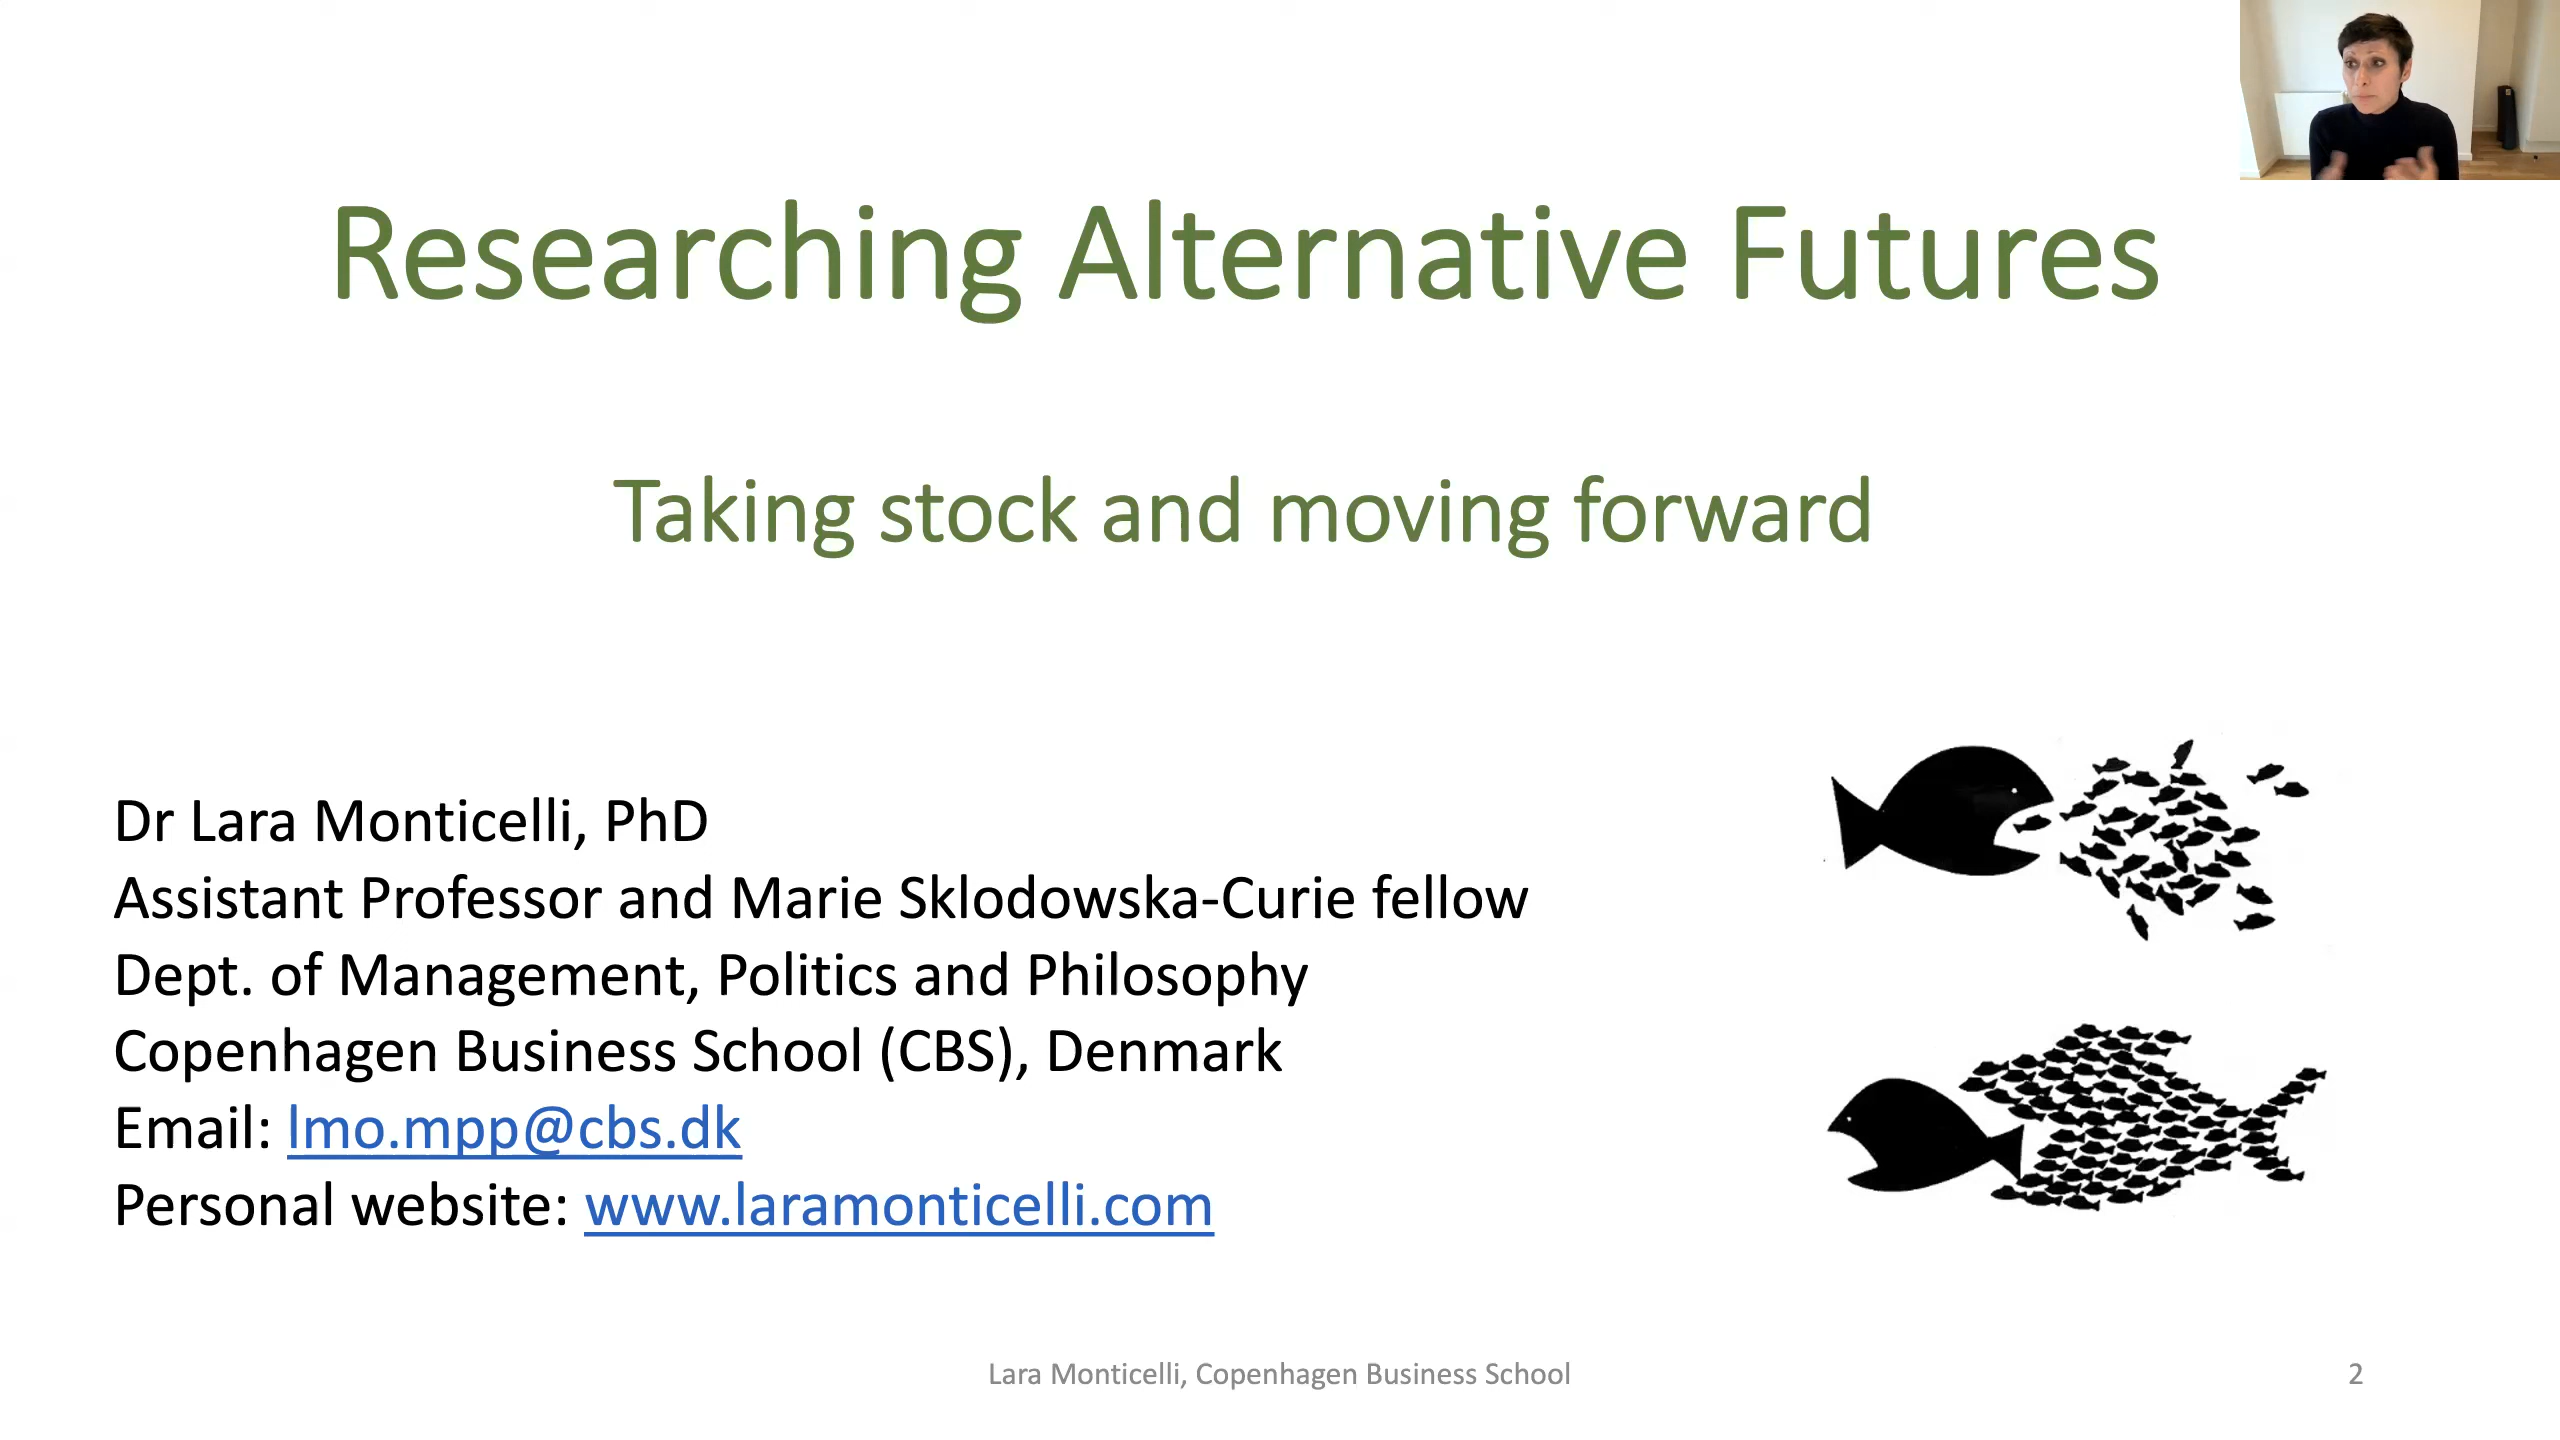 Researching Alternative Futures
Taking stock and moving forward
Dr Lara Monticelli, PhD
Assistant Professor and Marie Sklodowska-Curie fellow
Dept. of Management, Politics and Philosophy
Copenhagen Business School (CBS), Denmark
Email: lmo.mpp@cbs.dk
Personal website: www.laramonticelli.com
Lara Monticelli, Copenhagen Business School
2